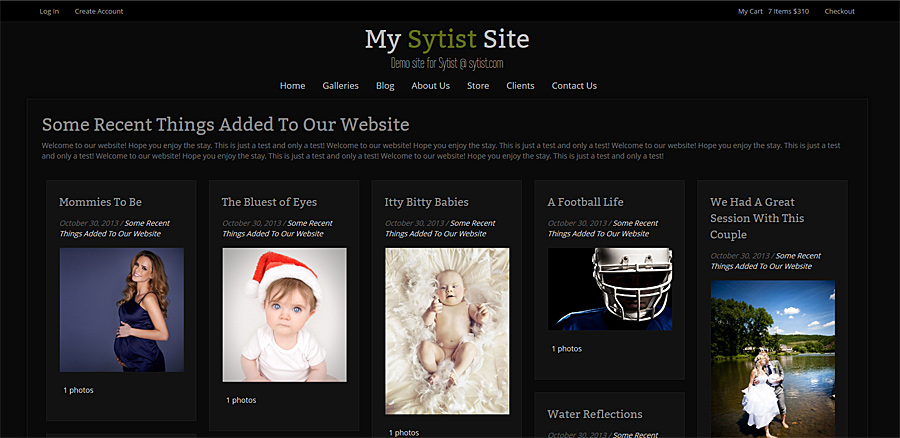 Log In Create Account My Cart 7 Items $310 Checkout
My Sytist Site
Demo site for Sytist @ sytist.com
Home Galleries Blog About Us Store Clients Contact Us
Some Recent Things Added To Our Website
Welcome to our website! Hope you enjoy the stay. This is just a test and only a test! Welcome to our website! Hope you enjoy the stay. This is just a test and only a test! Welcome to our website! Hope you enjoy the stay. This is just a test
and only a test! Welcome to our website! Hope you enjoy the stay. This is just a test and only a test! Welcome to our website! Hope you enjoy the stay. This is just a test and only a test!
Mommies To Be
October 30, 2013 / Some Recent
Things Added To Our Website
1 photos
The Bluest of Eyes
October 30, 2013 / Some Recent
Things Added To Our Website
1 photos
Itty Bitty Babies
October 30, 2013 / Some Recent
Things Added To Our Website
1 photos
A Football Life
October 30, 2013 / Some Recent
Things Added To Our Website
1 photos
Water Reflections
October 30, 2013 / Some Recent
We Had A Great
Session With This
Couple
October 30, 2013 / Some Recent
Things Added To Our Website